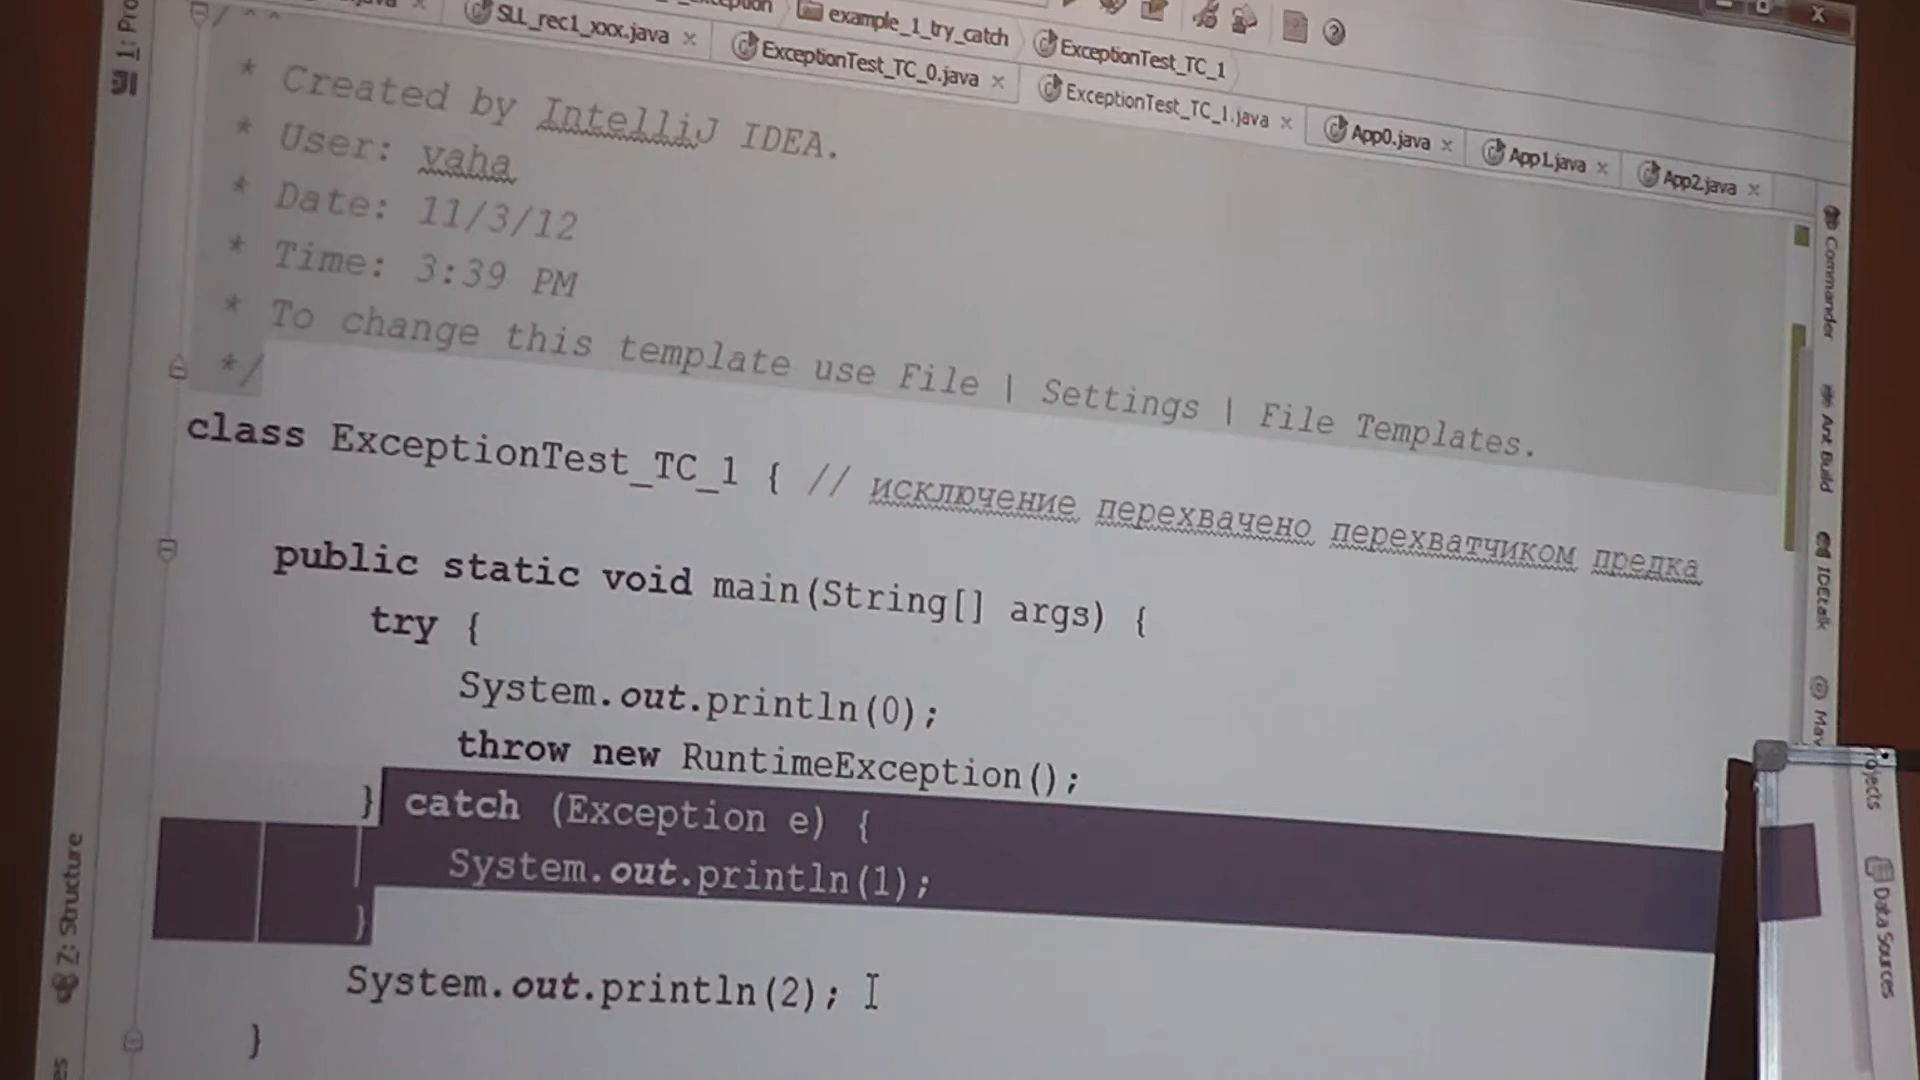 example_1_try_catch
ExceptionTest_TC_1
SLL_rec1_xxx.java
ExceptionTest_TC_0.java
ExceptionTest_TC_1.java
App0.java
App1.java
App2.java
/**
* Created by IntelliJ IDEA.
* User: vaha
* Date: 11/3/12
* Time: 3:39 PM
* To change this template use File | Settings | File Templates.
*/
class ExceptionTest_TC_1 { // исключение перехвачено перехватчиком предка
public static void main(String[] args) {
try {
System.out.println(0);
throw new RuntimeException();
} catch (Exception e) {
System.out.println(1);
}
System.out.println(2);
}
Z: Structure
Commander
Ant Build
IDEtalk
Data Sources